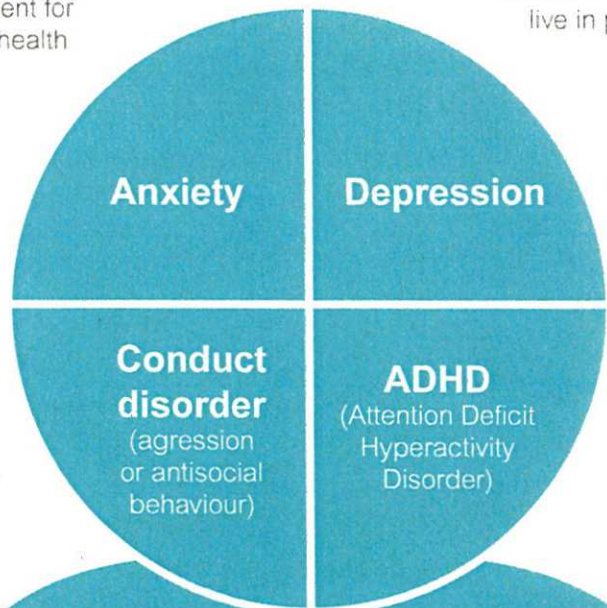 ent for
health
live in
Anxiety
Depression
Conduct
disorder
(agression
or antisocial
behaviour)
ADHD
(Attention Deficit
Hyperactivity
Disorder)